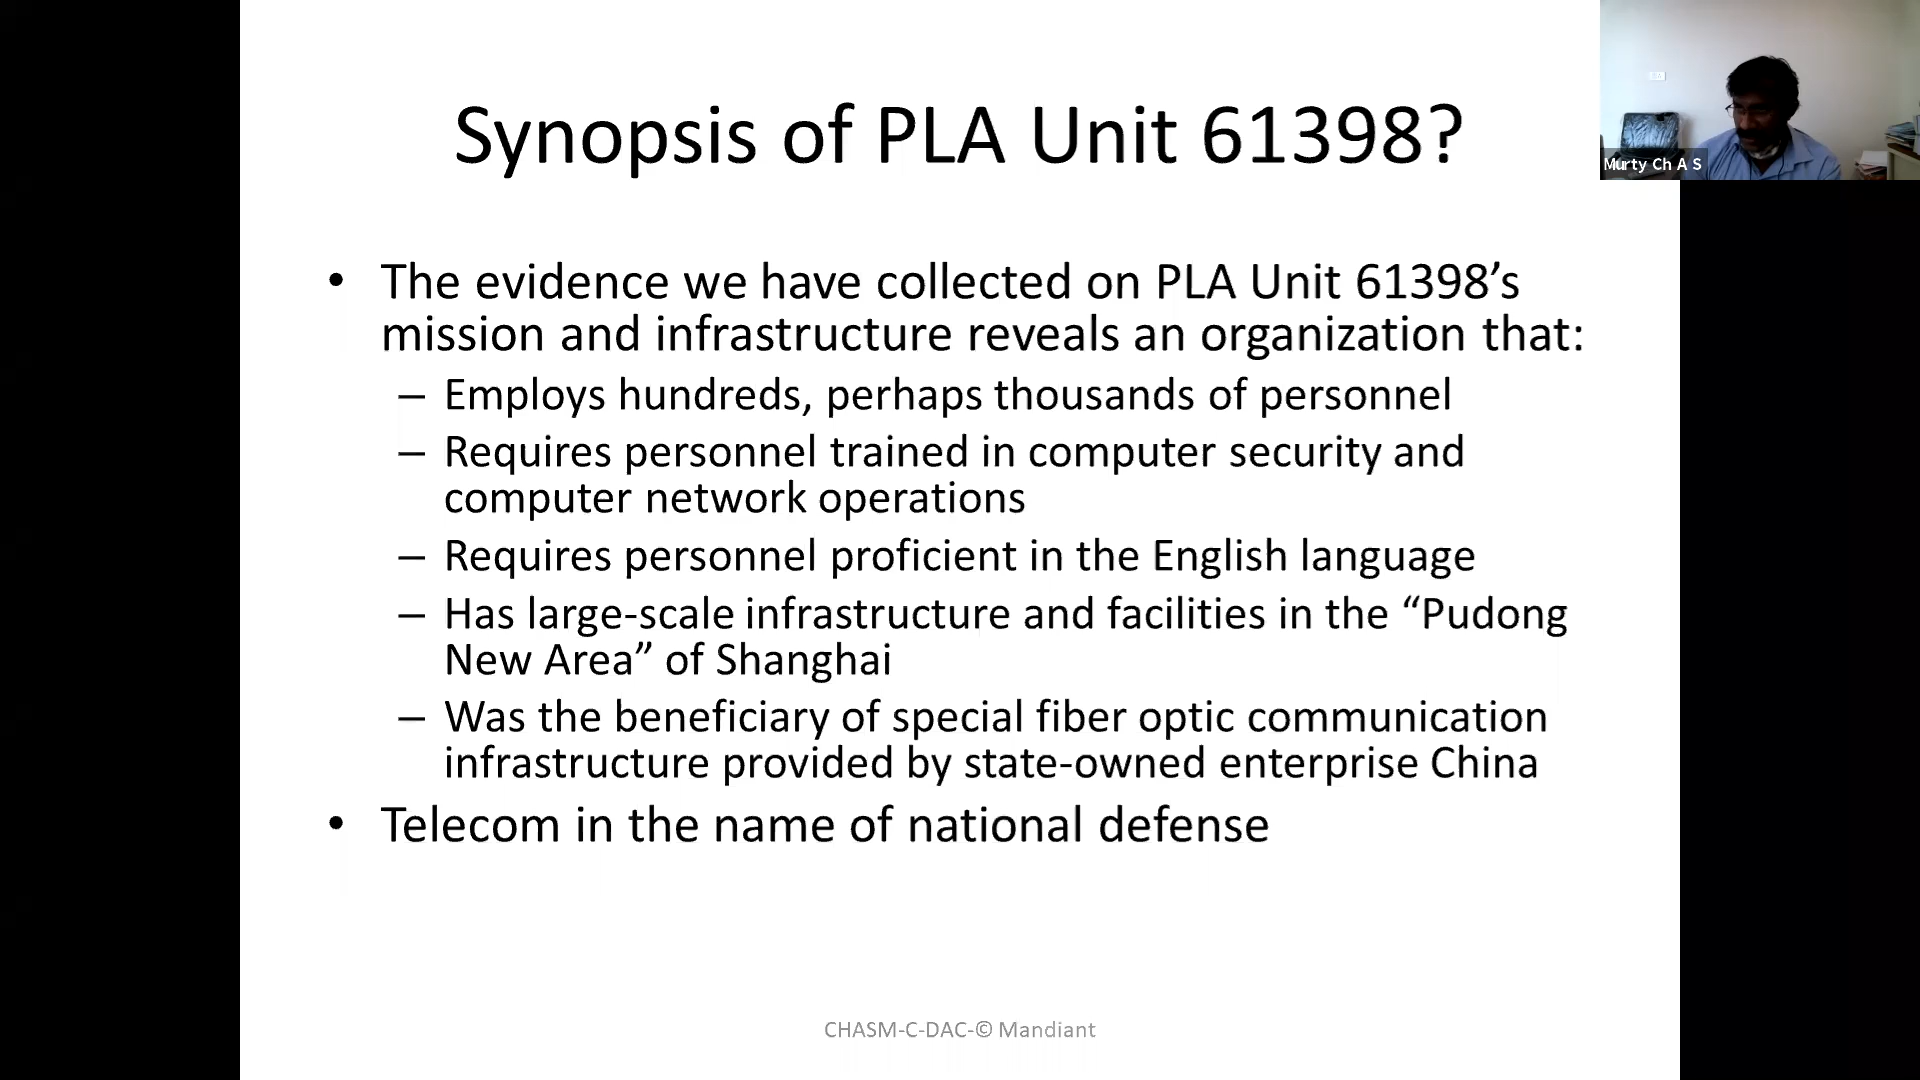 Synopsis of PLA Unit 61398?
Murty Ch A S
• The evidence we have collected on PLA Unit 61398’s
mission and infrastructure reveals an organization that:
– Employs hundreds, perhaps thousands of personnel
– Requires personnel trained in computer security and
computer network operations
– Requires personnel proficient in the English language
– Has large-scale infrastructure and facilities in the “Pudong
New Area” of Shanghai
– Was the beneficiary of special fiber optic communication
infrastructure provided by state-owned enterprise China
• Telecom in the name of national defense
CHASM-C-DAC-© Mandiant